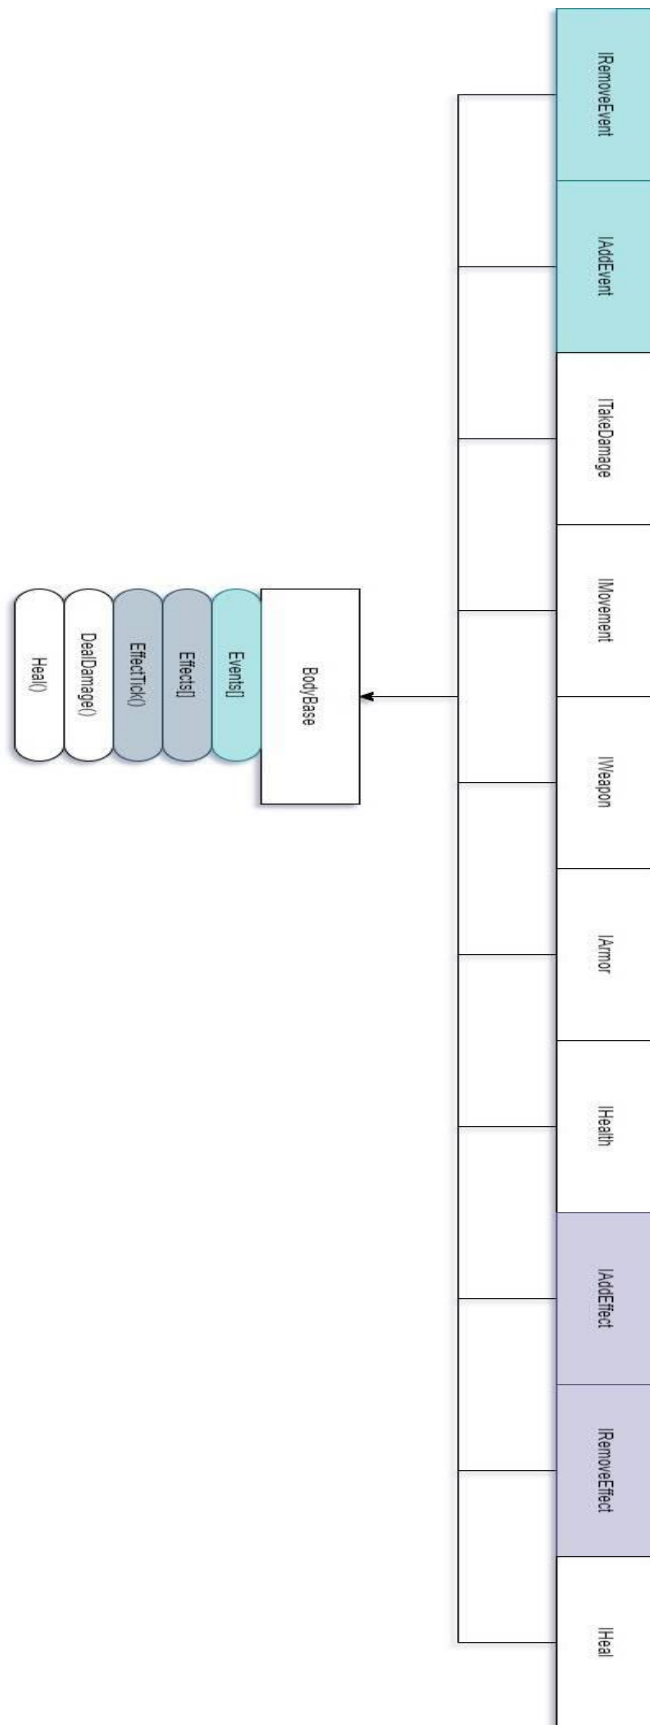 IRemoveEvent
IAddEvent
ITakeDamage
IMovement
IWeapon
IArmor
IHealth
IAddEffect
IRemoveEffect
IHeal
BodyBase
Events[]
Effects[]
EffectTick()
DealDamage()
Heal()